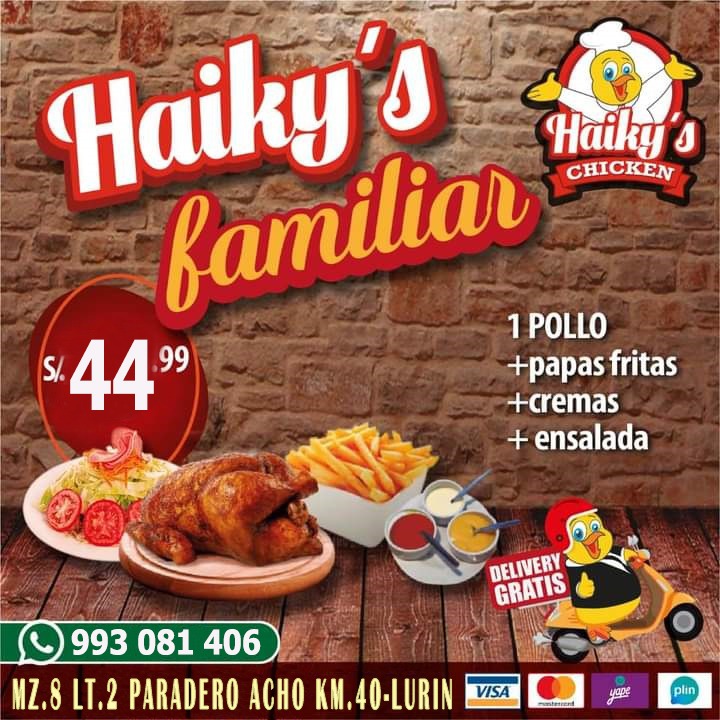 Haiky's
familiar
Haiky's
CHICKEN
S/. 44.99
1 POLLO
+papas fritas
+cremas
+ ensalada
DELIVERY
GRATIS
993 081 406
MZ.8 LT.2 PARADERO ACHO KM.40-LURIN
VISA
mastercard
yape
plin